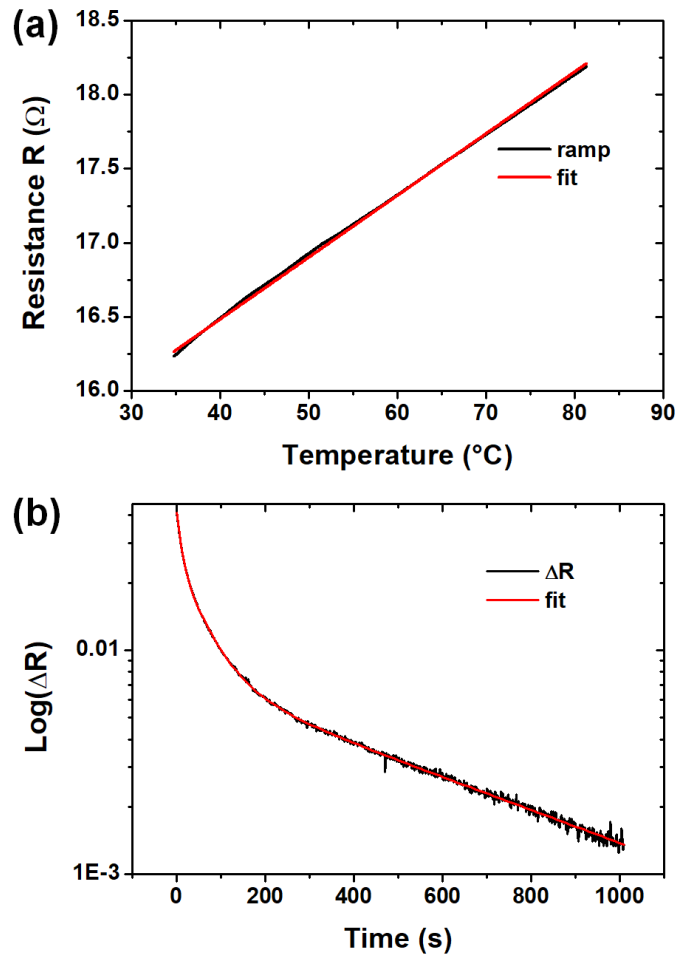 (a)
18.5
18.0
17.5
17.0
16.5
16.0
Resistance R (Ω)
ramp
fit
30 40 50 60 70 80 90
Temperature (°C)
(b)
0.01
1E-3
Log(ΔR)
ΔR
fit
0 200 400 600 800 1000
Time (s)